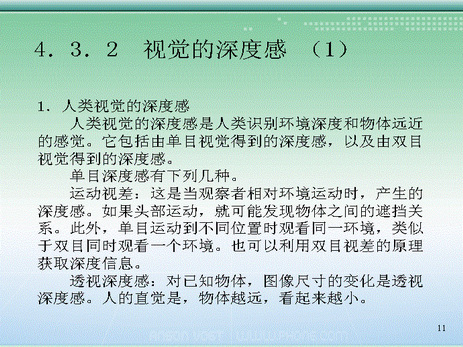 4．3．2　视觉的深度感　（1）
1．人类视觉的深度感
人类视觉的深度感是人类识别环境深度和物体远近
的感觉。它包括由单目视觉得到的深度感，以及由双目
视觉得到的深度感。
单目深度感有下列几种。
运动视差：这是当观察者相对环境运动时，产生的
深度感。如果头部运动，就可能发现物体之间的遮挡关
系。此外，单目运动到不同位置时观看同一环境，类似
于双目同时观看一个环境。也可以利用双目视差的原理
获取深度信息。
透视深度感：对已知物体，图像尺寸的变化是透视
深度感。人的直觉是，物体越远，看起来越小。
11